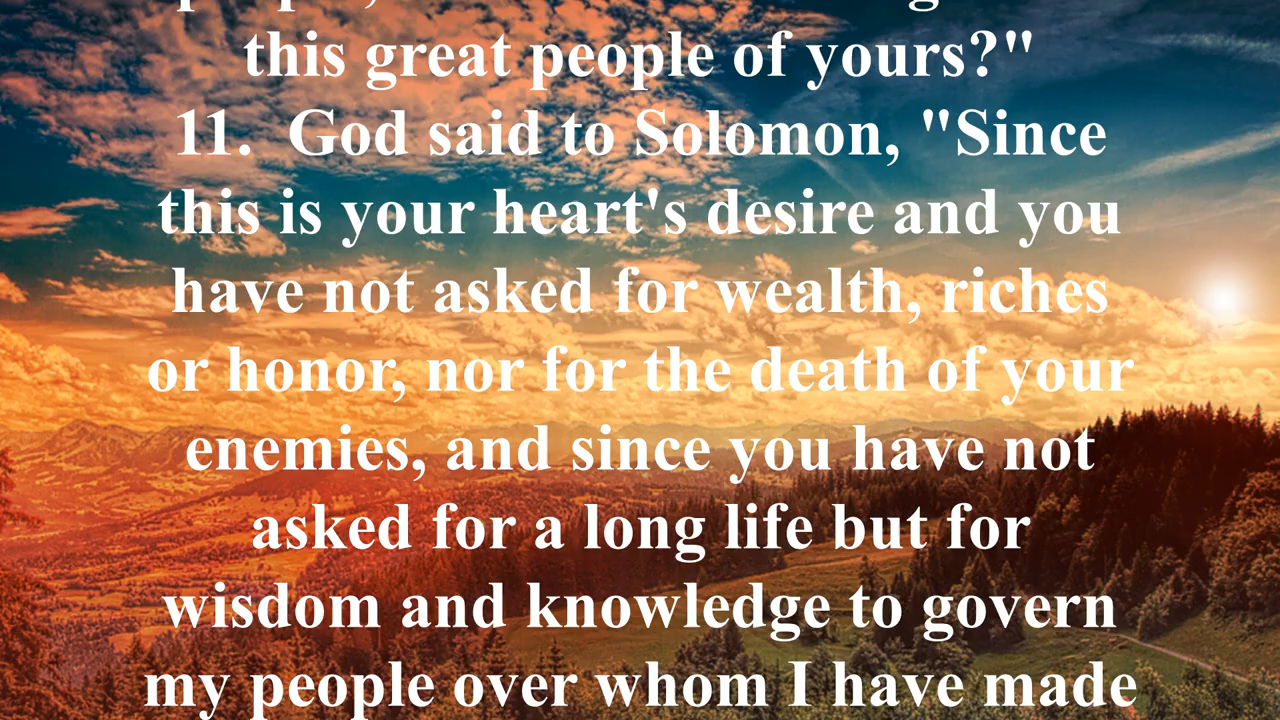 this great people of yours?"
11. God said to Solomon, "Since
this is your heart's desire and you
have not asked for wealth, riches
or honor, nor for the death of your
enemies, and since you have not
asked for a long life but for
wisdom and knowledge to govern
my people over whom I have made